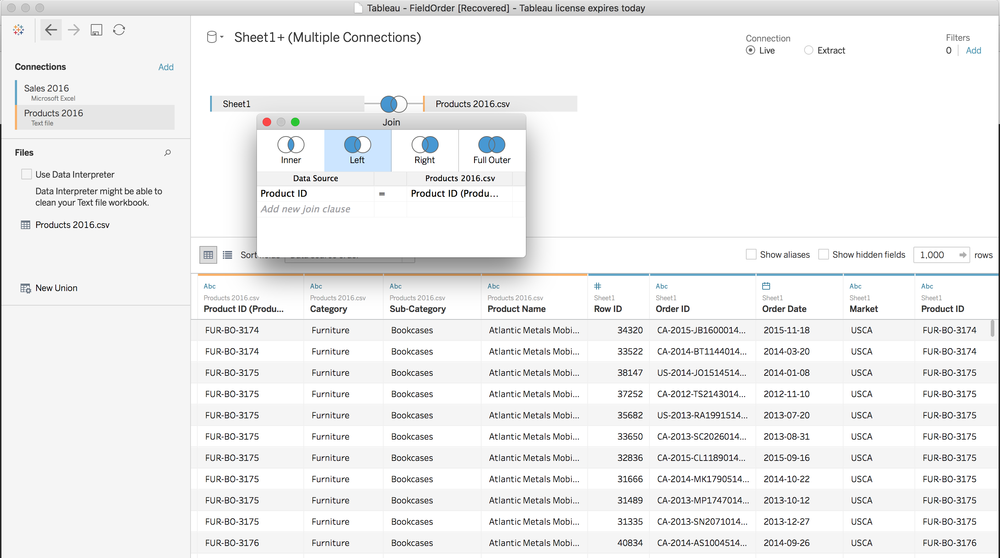 Tableau - FieldOrder [Recovered] - Tableau license expires today
Sheet1+ (Multiple Connections)
Connection
Live
Extract
Filters
0
Add
Connections
Add
Sales 2016
Microsoft Excel
Products 2016
Text file
Files
Use Data Interpreter
Data Interpreter might be able to
clean your Text file workbook.
Products 2016.csv
New Union
Sheet1
Products 2016.csv
Join
Inner
Left
Right
Full Outer
Data Source
Products 2016.csv
Product ID
=
Product ID (Produ...
Add new join clause
Sort fields
Data source order
Show aliases
Show hidden fields
1,000
rows
Abc Abc Abc Abc # Abc Abc Abc
Products 2016.csv Products 2016.csv Products 2016.csv Products 2016.csv Sheet1 Sheet1 Sheet1 Sheet1 Sheet1
Product ID (Produ... Category Sub-Category Product Name Row ID Order ID Order Date Market Product ID
FUR-BO-3174 Furniture Bookcases Atlantic Metals Mobi... 34320 CA-2015-JB1600014... 2015-11-18 USCA FUR-BO-3174
FUR-BO-3174 Furniture Bookcases Atlantic Metals Mobi... 33522 CA-2014-BT1144014... 2014-03-20 USCA FUR-BO-3174
FUR-BO-3175 Furniture Bookcases Atlantic Metals Mobi... 38147 US-2014-JO1514514... 2014-01-08 USCA FUR-BO-3175
FUR-BO-3175 Furniture Bookcases Atlantic Metals Mobi... 37252 CA-2012-TS2143014... 2012-11-10 USCA FUR-BO-3175
FUR-BO-3175 Furniture Bookcases Atlantic Metals Mobi... 35682 US-2013-RA1991514... 2013-07-20 USCA FUR-BO-3175
FUR-BO-3175 Furniture Bookcases Atlantic Metals Mobi... 33650 CA-2013-SC2026014... 2013-08-31 USCA FUR-BO-3175
FUR-BO-3175 Furniture Bookcases Atlantic Metals Mobi... 32836 CA-2015-CL1189014... 2015-09-16 USCA FUR-BO-3175
FUR-BO-3175 Furniture Bookcases Atlantic Metals Mobi... 31666 CA-2014-MK1790514... 2014-10-22 USCA FUR-BO-3175
FUR-BO-3175 Furniture Bookcases Atlantic Metals Mobi... 31489 CA-2013-MP1747014... 2013-10-12 USCA FUR-BO-3175
FUR-BO-3175 Furniture Bookcases Atlantic Metals Mobi... 31335 CA-2013-SN2071014... 2013-12-27 USCA FUR-BO-3175
FUR-BO-3176 Furniture Bookcases Atlantic Metals Mobi... 40834 CA-2014-AS1004514... 2014-09-26 USCA FUR-BO-3176